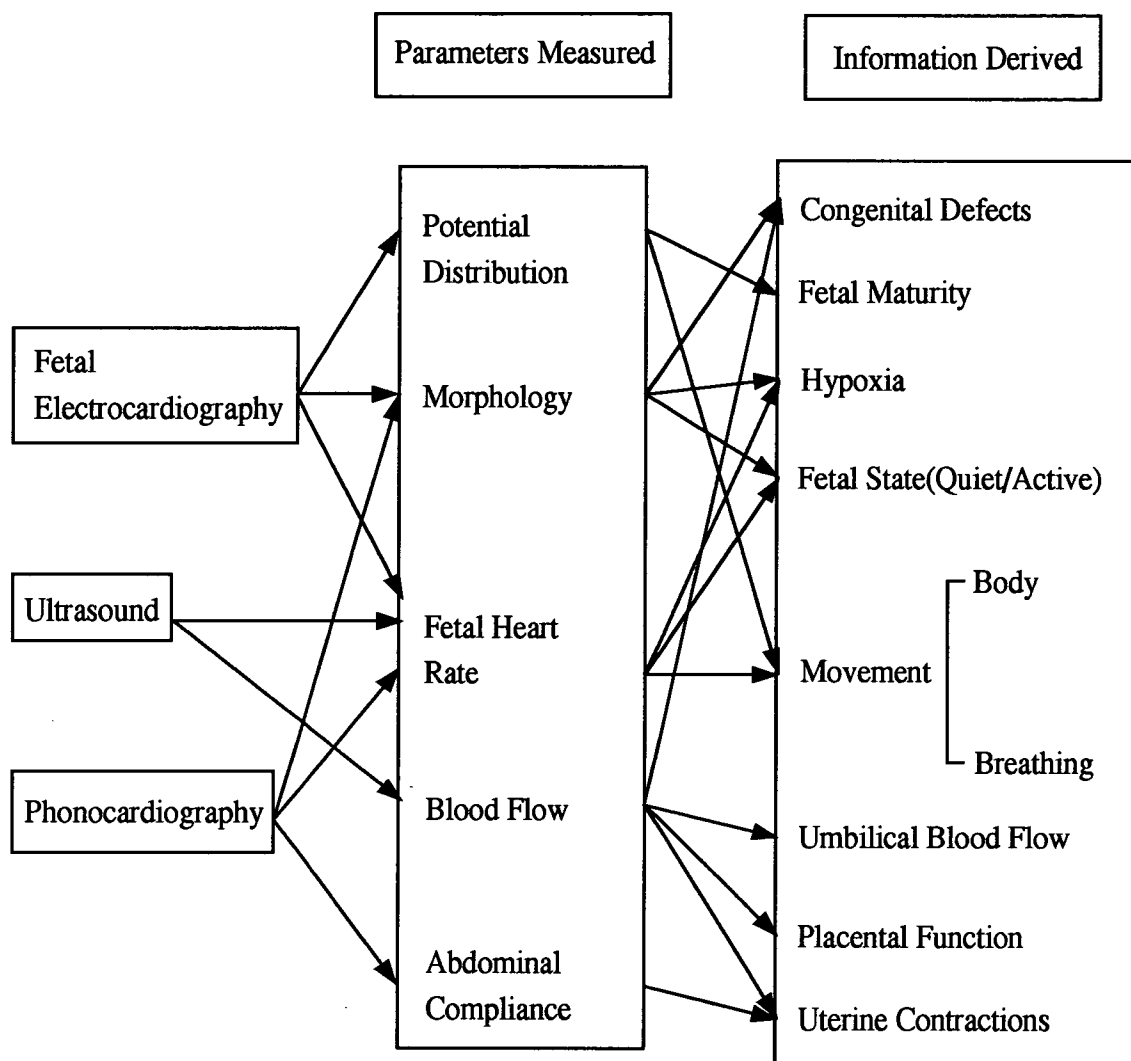 Parameters Measured
Information Derived
Fetal
Electrocardiography
Ultrasound
Phonocardiography
Potential
Distribution
Morphology
Fetal Heart
Rate
Blood Flow
Abdominal
Compliance
Congenital Defects
Fetal Maturity
Hypoxia
Fetal State(Quiet/Active)
Body
Movement
Breathing
Umbilical Blood Flow
Placental Function
Uterine Contractions